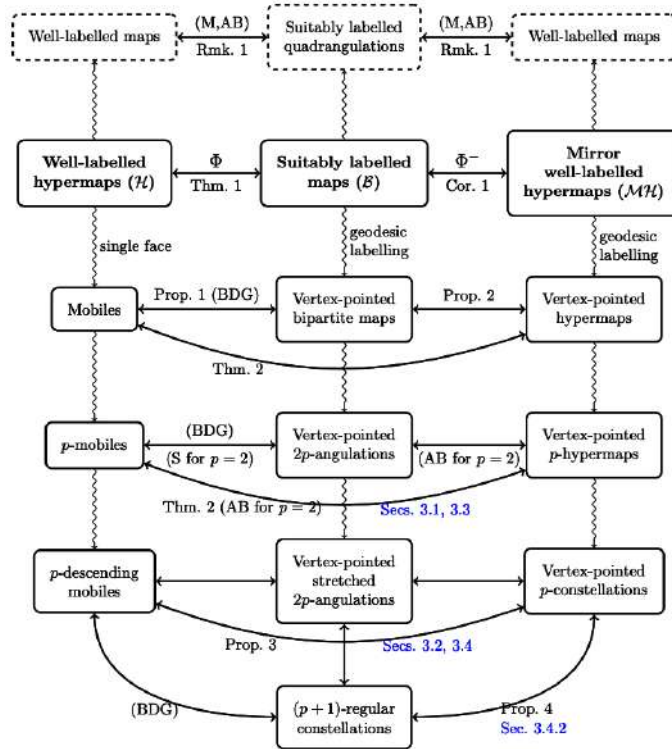 Well-labelled maps
(M,AB)
Rmk. 1
Suitably labelled
quadrangulations
(M,AB)
Rmk. 1
Well-labelled maps
Well-labelled
hypermaps (ℋ)
Φ
Thm. 1
Suitably labelled
maps (ℬ)
Φ⁻
Cor. 1
Mirror
well-labelled
hypermaps (ℳℋ)
single face
geodesic
labelling
geodesic
labelling
Mobiles
Prop. 1 (BDG)
Vertex-pointed
bipartite maps
Prop. 2
Vertex-pointed
hypermaps
Thm. 2
p-mobiles
(BDG)
(S for p = 2)
Vertex-pointed
2p-angulations
(AB for p = 2)
Vertex-pointed
p-hypermaps
Thm. 2 (AB for p = 2)
Secs. 3.1, 3.3
p-descending
mobiles
Vertex-pointed
stretched
2p-angulations
Vertex-pointed
p-constellations
Prop. 3
Secs. 3.2, 3.4
(BDG)
(p + 1)-regular
constellations
Prop. 4
Sec. 3.4.2